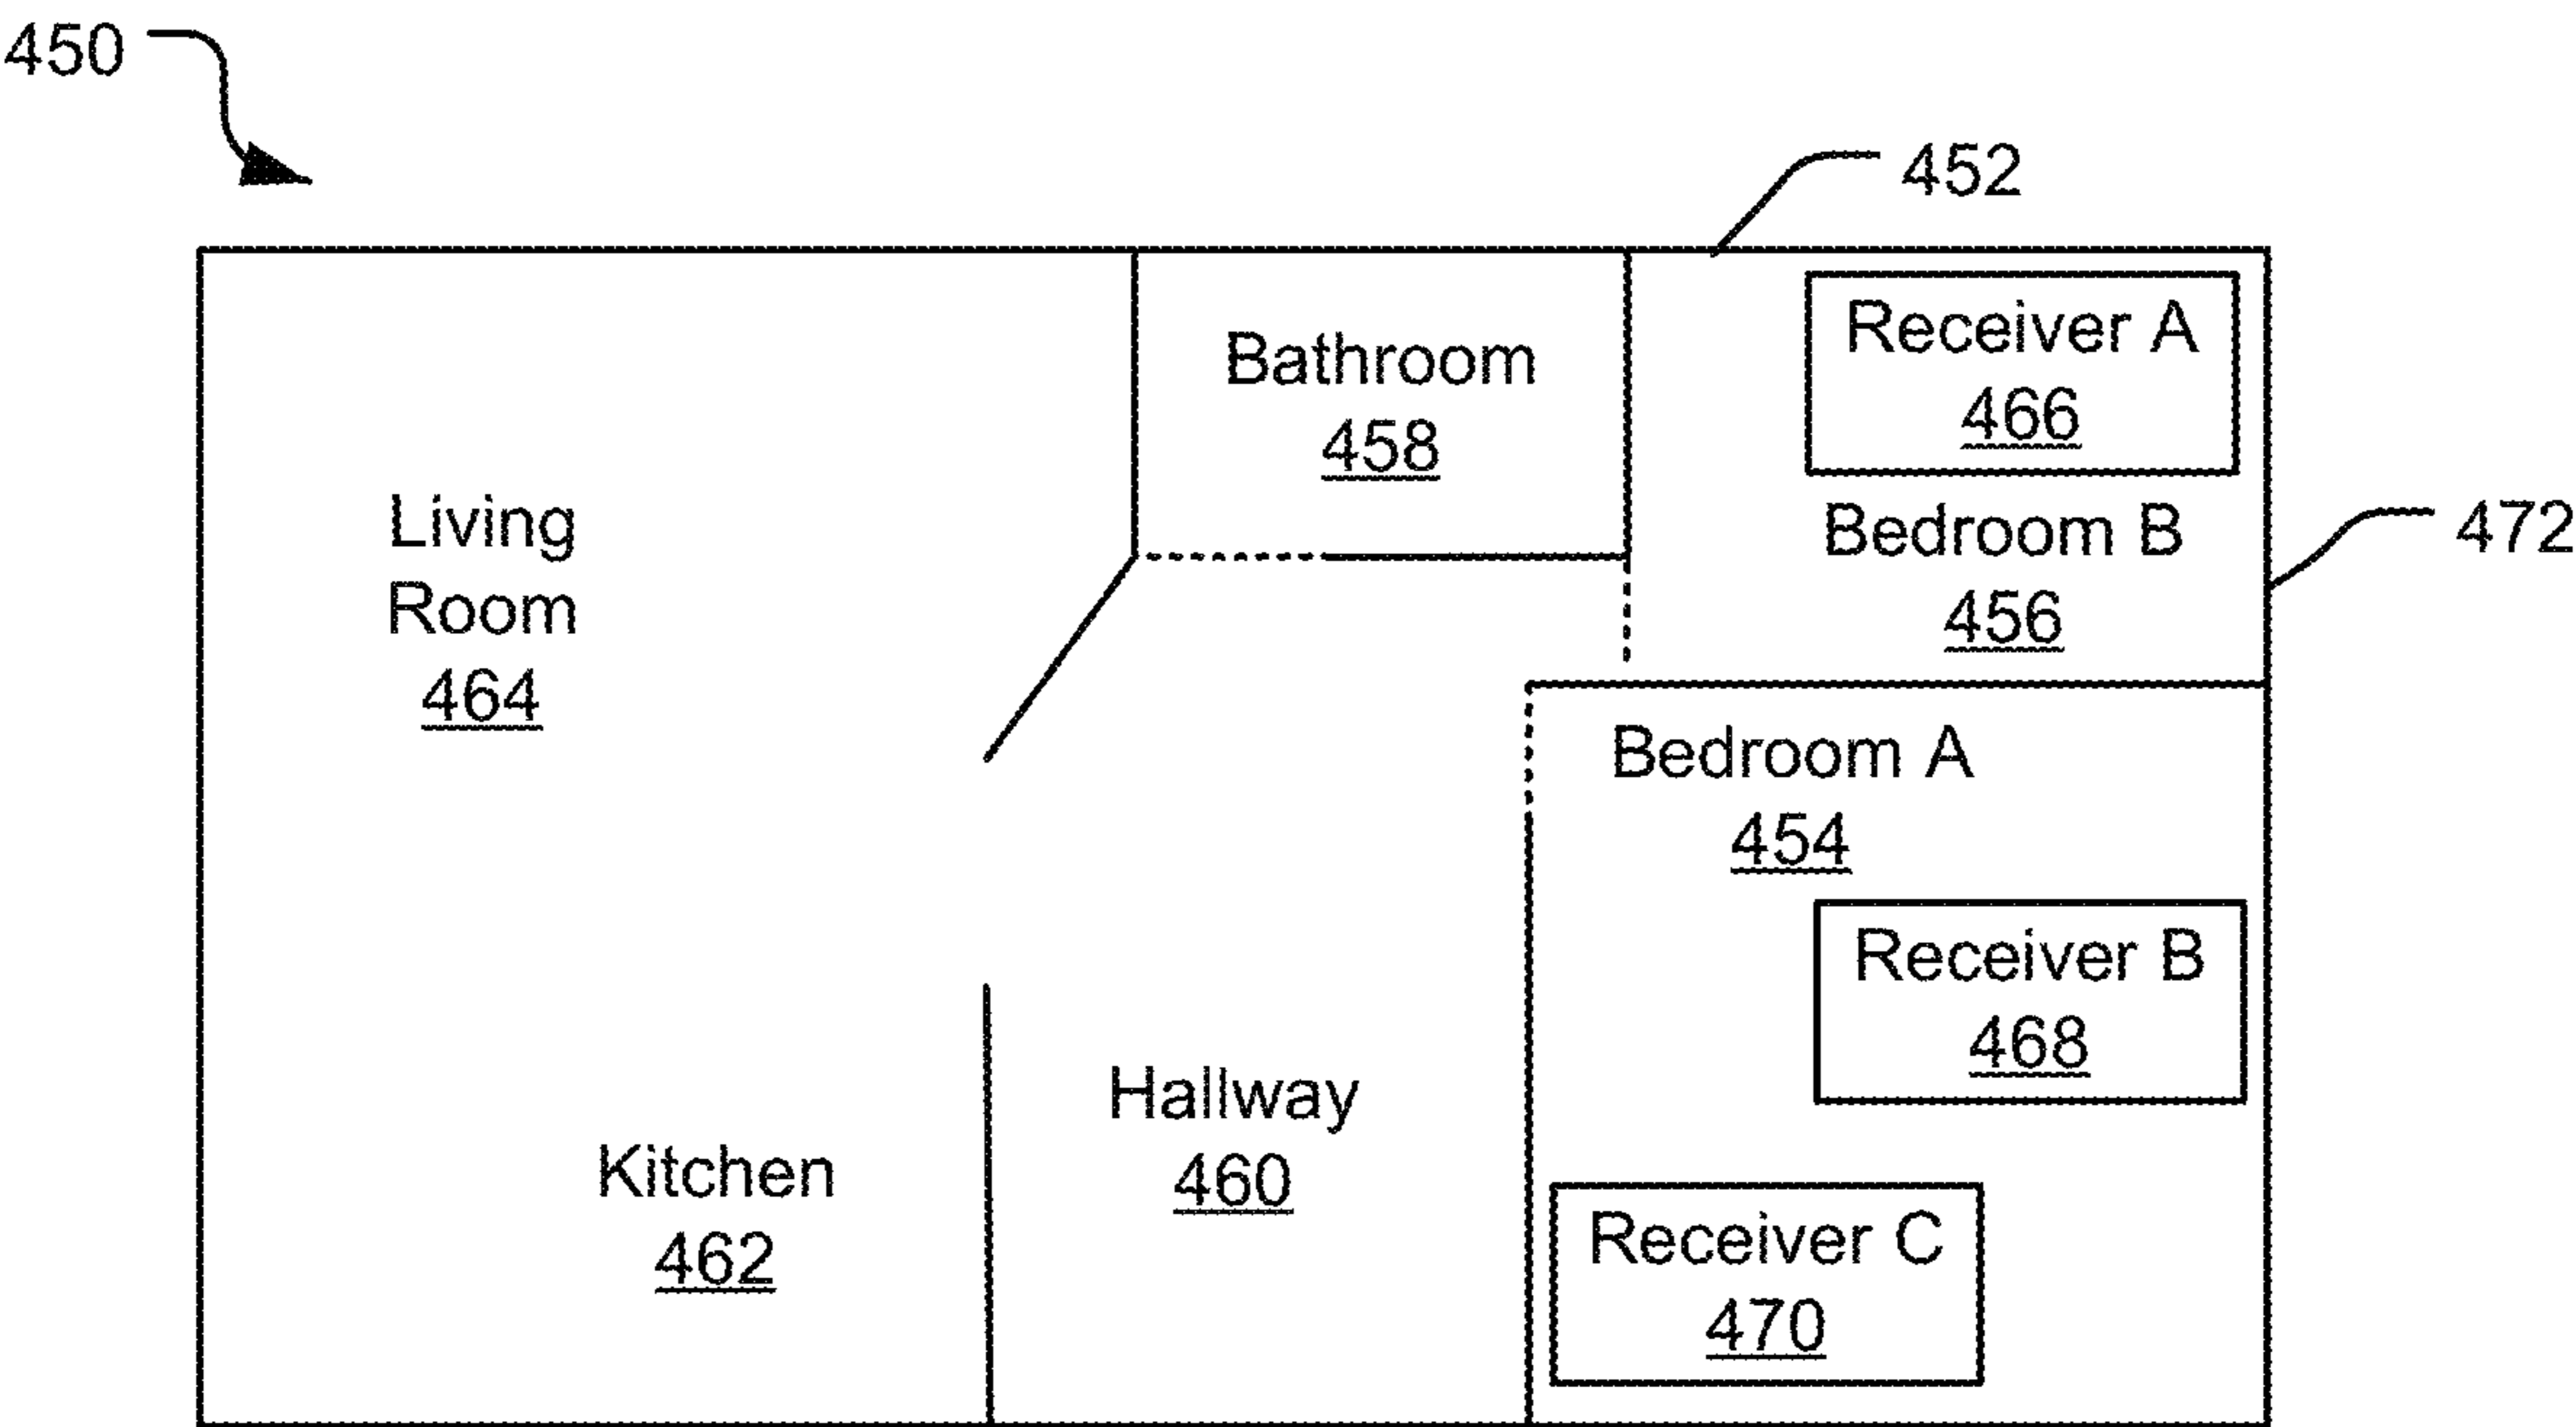 450
452
Bathroom
458
Receiver A
466
Living
Room
464
Bedroom B
456
472
Bedroom A
454
Receiver B
468
Hallway
460
Kitchen
462
Receiver C
470